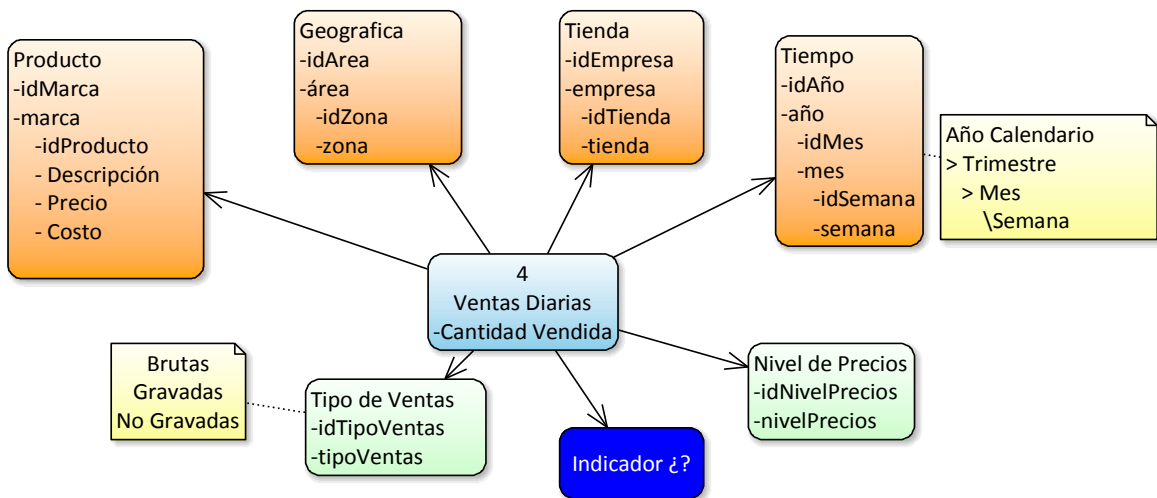 Producto
-idMarca
-marca
-idProducto
- Descripción
- Precio
- Costo
Geografica
-idArea
-área
-idZona
-zona
Tienda
-idEmpresa
-empresa
-idTienda
-tienda
Tiempo
-idAño
-año
-idMes
-mes
-idSemana
-semana
Año Calendario
> Trimestre
> Mes
\Semana
4
Ventas Diarias
-Cantidad Vendida
Brutas
Gravadas
No Gravadas
Tipo de Ventas
-idTipoVentas
-tipoVentas
Indicador ¿?
Nivel de Precios
-idNivelPrecios
-nivelPrecios